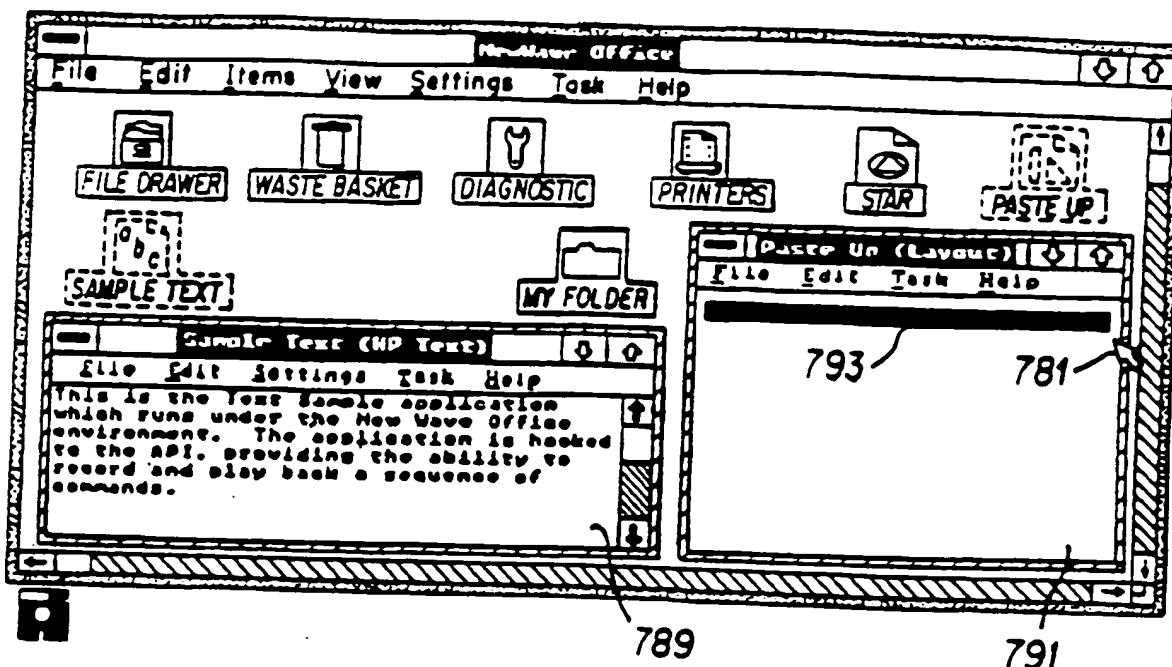 NewWave Office
File Edit Items View Settings Task Help
FILE DRAWER WASTE BASKET DIAGNOSTIC PRINTERS STAR PASTE UP
SAMPLE TEXT MY FOLDER
Paste Up (Layout)
File Edit Task Help
793 781
Sample Text (HP Text)
File Edit Settings Task Help
This is the Text Sample application
which runs under the New Wave Office
environment. The application is hooked
to the API, providing the ability to
record and play back a sequence of
commands.
789 791